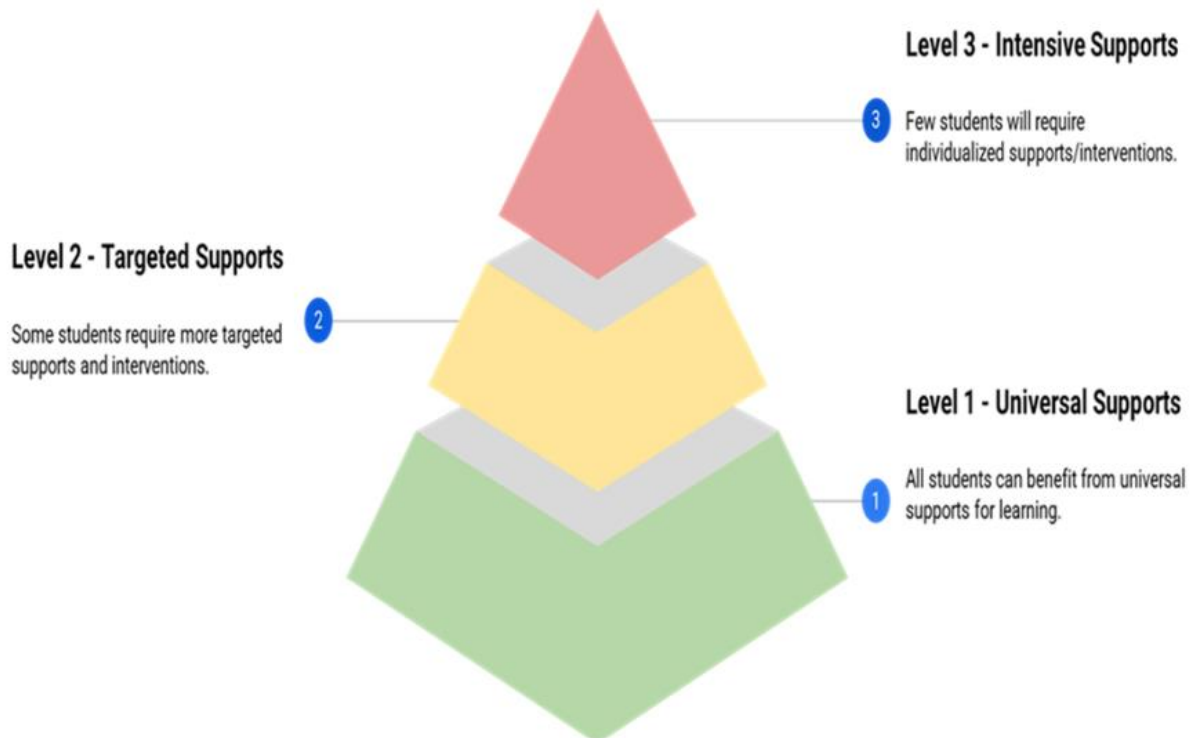 Level 3 - Intensive Supports
3
Few students will require
individualized supports/interventions.
Level 2 - Targeted Supports
2
Some students require more targeted
supports and interventions.
Level 1 - Universal Supports
1
All students can benefit from universal
supports for learning.